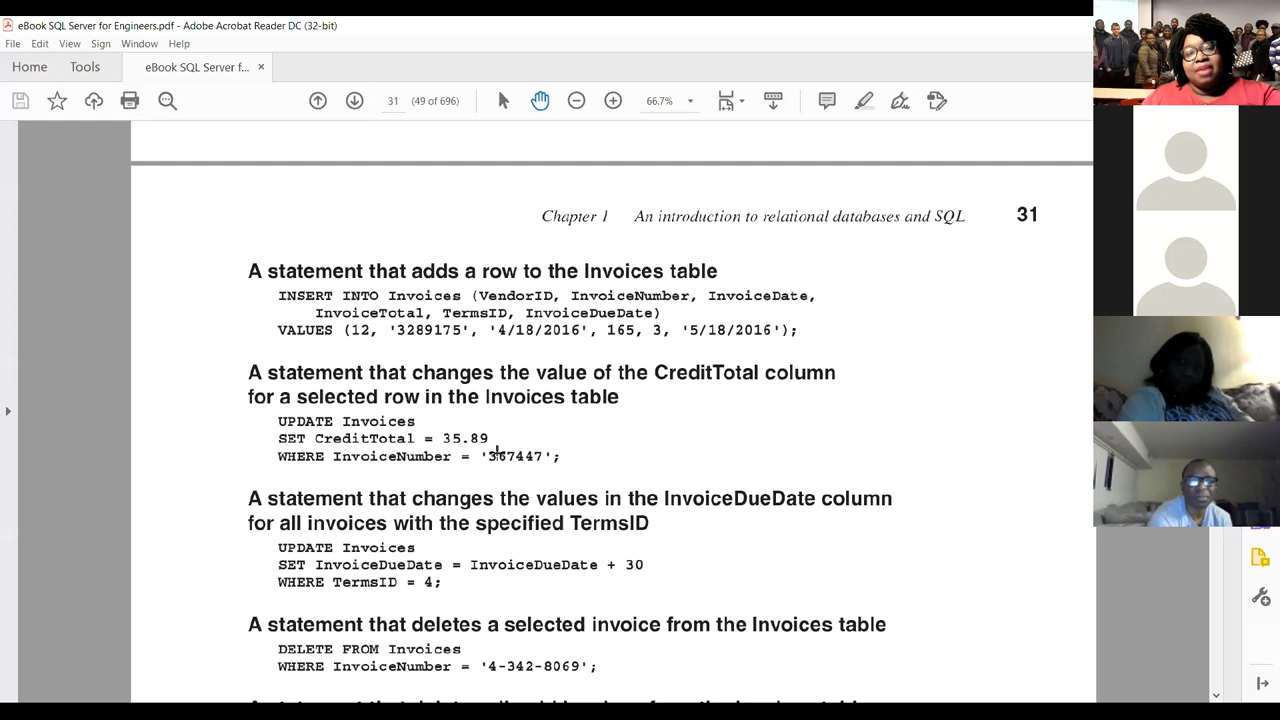 eBook SQL Server for Engineers.pdf - Adobe Acrobat Reader DC (32-bit)
File Edit View Sign Window Help
Home Tools eBook SQL Server f... ×
31 (49 of 696) 66.7%
Chapter 1 An introduction to relational databases and SQL 31
A statement that adds a row to the Invoices table
INSERT INTO Invoices (VendorID, InvoiceNumber, InvoiceDate,
InvoiceTotal, TermsID, InvoiceDueDate)
VALUES (12, '3289175', '4/18/2016', 165, 3, '5/18/2016');
A statement that changes the value of the CreditTotal column
for a selected row in the Invoices table
UPDATE Invoices
SET CreditTotal = 35.89
WHERE InvoiceNumber = '367447';
A statement that changes the values in the InvoiceDueDate column
for all invoices with the specified TermsID
UPDATE Invoices
SET InvoiceDueDate = InvoiceDueDate + 30
WHERE TermsID = 4;
A statement that deletes a selected invoice from the Invoices table
DELETE FROM Invoices
WHERE InvoiceNumber = '4-342-8069';